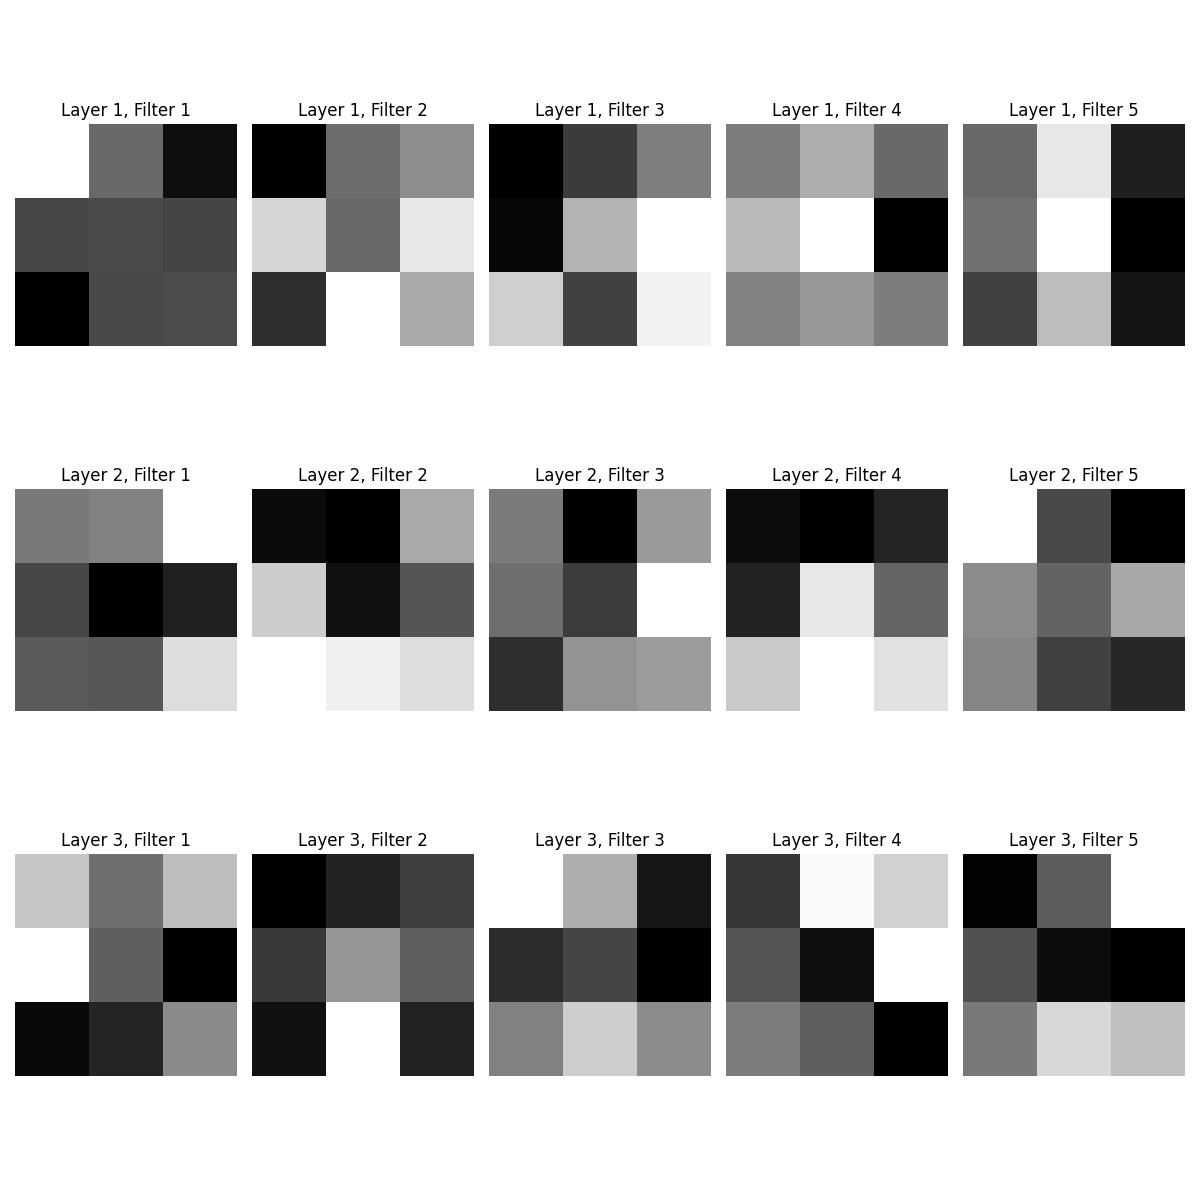 Layer 1, Filter 1
Layer 1, Filter 2
Layer 1, Filter 3
Layer 1, Filter 4
Layer 1, Filter 5
Layer 2, Filter 1
Layer 2, Filter 2
Layer 2, Filter 3
Layer 2, Filter 4
Layer 2, Filter 5
Layer 3, Filter 1
Layer 3, Filter 2
Layer 3, Filter 3
Layer 3, Filter 4
Layer 3, Filter 5